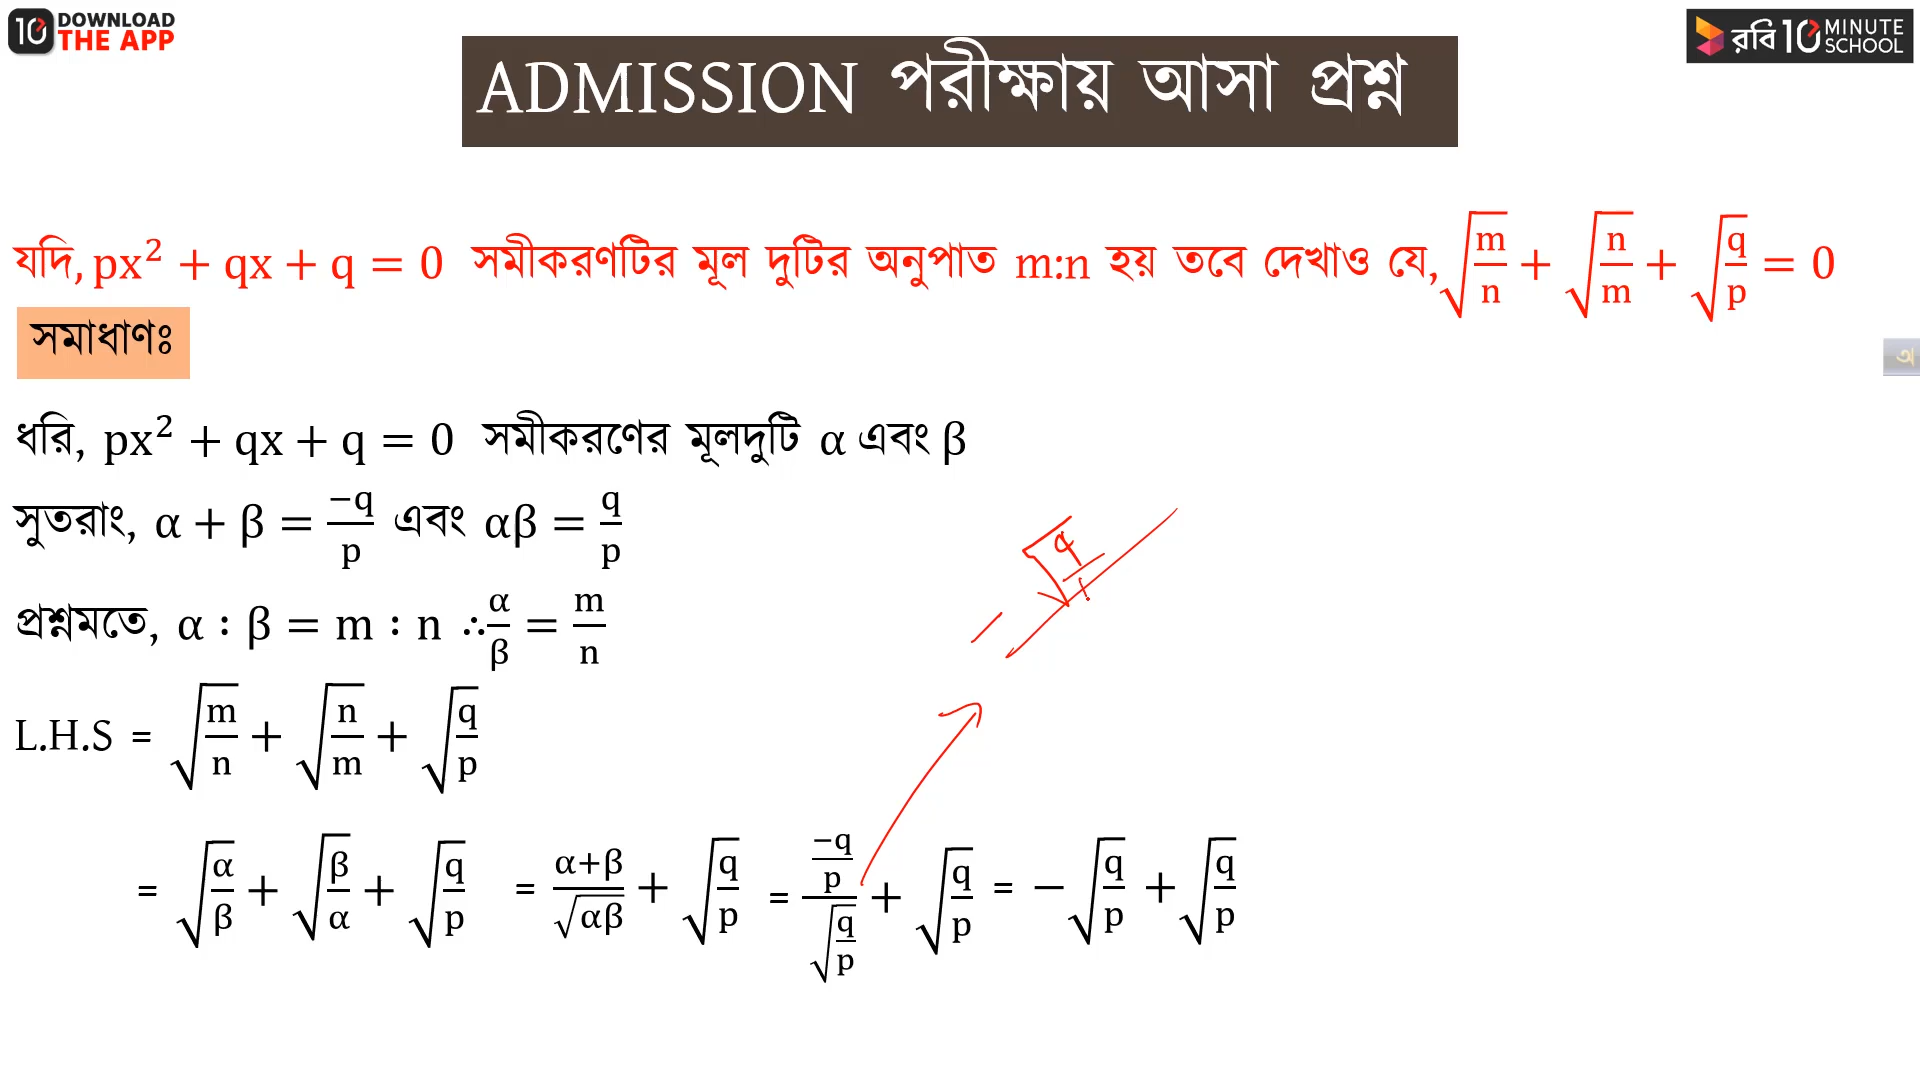 10 DOWNLOAD THE APP
রবি 10 MINUTE SCHOOL
ADMISSION পরীক্ষায় আসা প্রশ্ন
যদি, px² + qx + q = 0 সমীকরণটির মূল দুটির অনুপাত m:n হয় তবে দেখাও যে, √(m/n) + √(n/m) + √(q/p) = 0
সমাধাণঃ
অ
ধরি, px² + qx + q = 0 সমীকরণের মূলদুটি α এবং β
সুতরাং, α + β = −q/p এবং αβ = q/p
প্রশ্নমতে, α : β = m : n ∴ α/β = m/n
L.H.S = √(m/n) + √(n/m) + √(q/p)
= √(α/β) + √(β/α) + √(q/p) = (α+β)/√(αβ) + √(q/p) = (−q/p)/√(q/p) + √(q/p) = −√(q/p) + √(q/p)